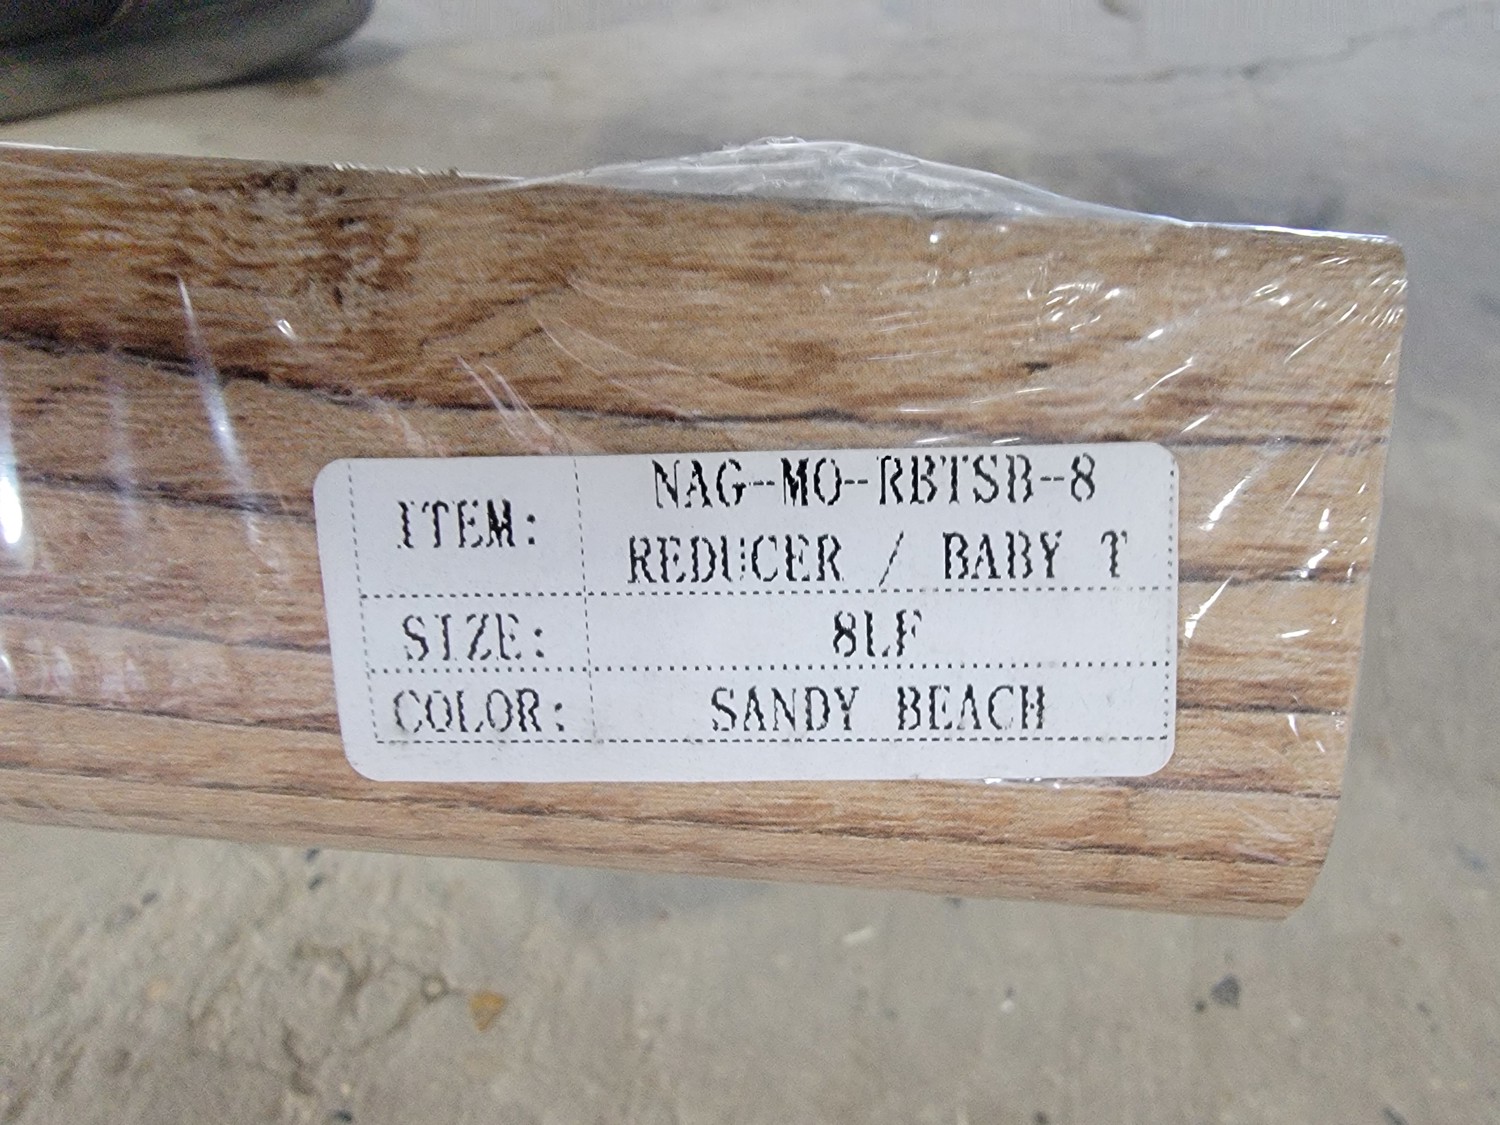 ITEM: NAG-MO-RBTSB-8
REDUCER / BABY T
SIZE: 8LF
COLOR: SANDY BEACH